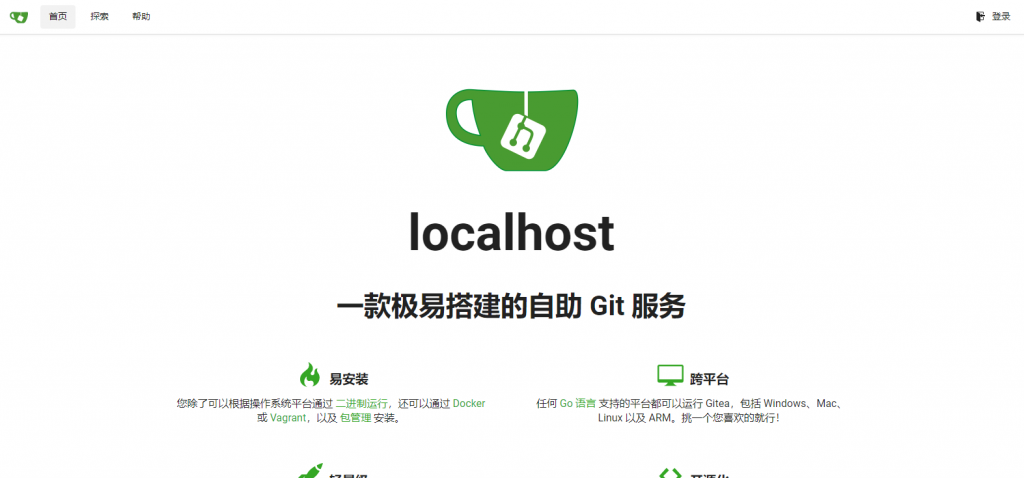 首页 探索 帮助 登录
localhost
一款极易搭建的自助 Git 服务
易安装
您除了可以根据操作系统平台通过 二进制运行，还可以通过 Docker
或 Vagrant，以及 包管理 安装。
跨平台
任何 Go 语言 支持的平台都可以运行 Gitea，包括 Windows、Mac、
Linux 以及 ARM。挑一个您喜欢的就行！